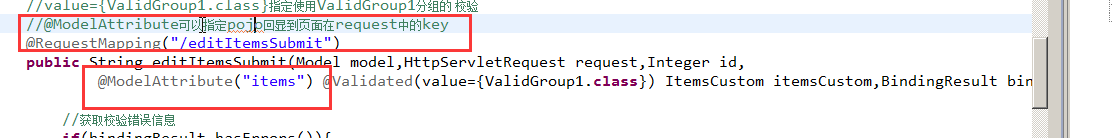 //value={ValidGroup1.class}指定使用ValidGroup1分组的 校验
//@ModelAttribute可以指定pojo回显到页面在request中的key
@RequestMapping("/editItemsSubmit")
public String editItemsSubmit(Model model,HttpServletRequest request,Integer id,
@ModelAttribute("items") @Validated(value={ValidGroup1.class}) ItemsCustom itemsCustom,BindingResult bin
//获取校验错误信息
if(bindingResult.hasErrors()){